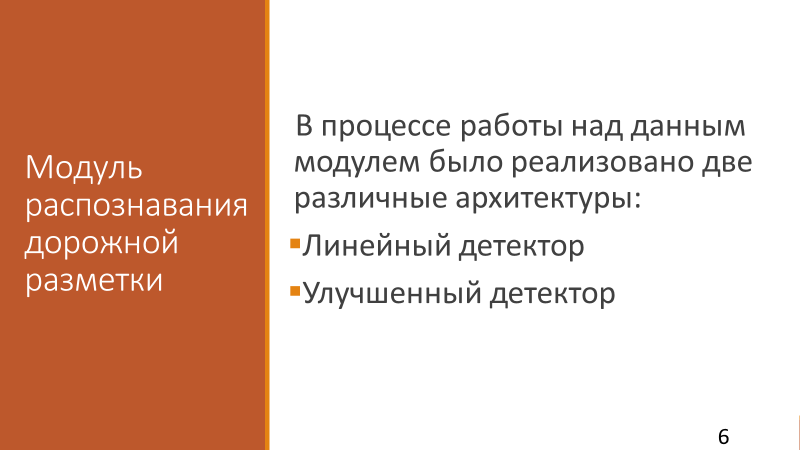 Модуль
распознавания
дорожной
разметки
В процессе работы над данным
модулем было реализовано две
различные архитектуры:
Линейный детектор
Улучшенный детектор
6